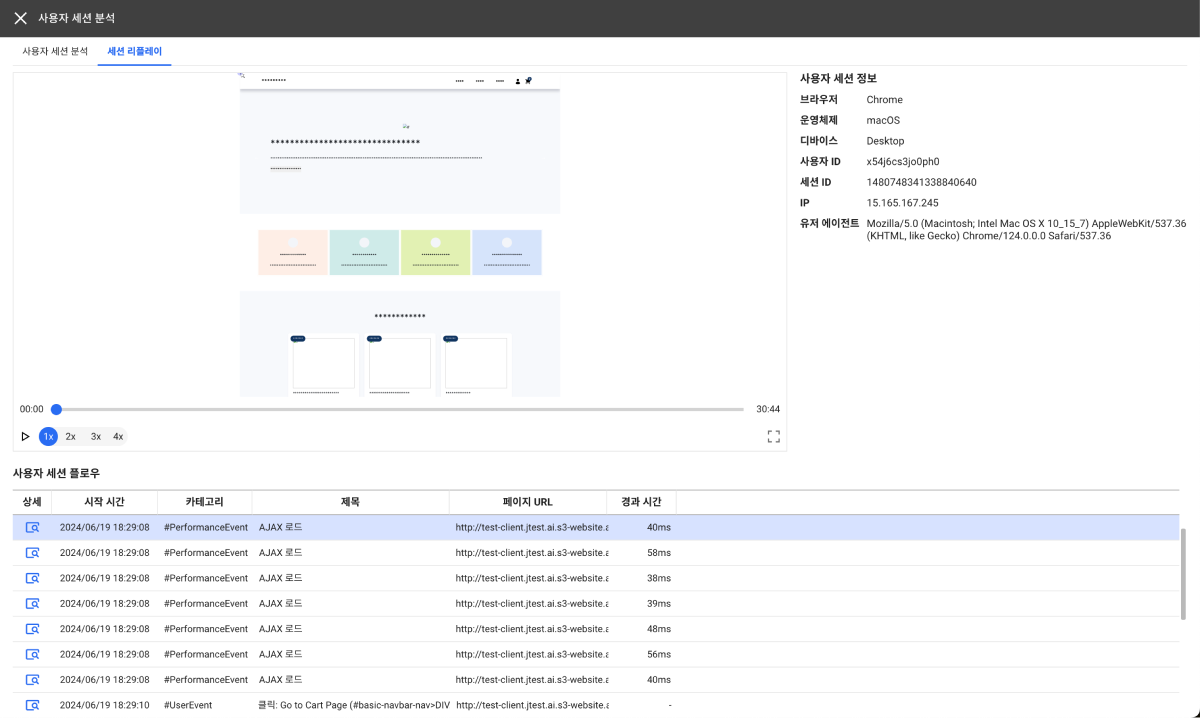 사용자 세션 분석
사용자 세션 분석 세션 리플레이
사용자 세션 정보
브라우저 Chrome
운영체제 macOS
디바이스 Desktop
사용자 ID x54j6cs3jo0ph0
세션 ID 1480748341338840640
IP 15.165.167.245
유저 에이전트 Mozilla/5.0 (Macintosh; Intel Mac OS X 10_15_7) AppleWebKit/537.36
(KHTML, like Gecko) Chrome/124.0.0.0 Safari/537.36
00:00 30:44
1x 2x 3x 4x
사용자 세션 플로우
상세 시작 시간 카테고리 제목 페이지 URL 경과 시간
2024/06/19 18:29:08 #PerformanceEvent AJAX 로드 http://test-client.jtest.ai.s3-website.a 40ms
2024/06/19 18:29:08 #PerformanceEvent AJAX 로드 http://test-client.jtest.ai.s3-website.a 58ms
2024/06/19 18:29:08 #PerformanceEvent AJAX 로드 http://test-client.jtest.ai.s3-website.a 38ms
2024/06/19 18:29:08 #PerformanceEvent AJAX 로드 http://test-client.jtest.ai.s3-website.a 39ms
2024/06/19 18:29:08 #PerformanceEvent AJAX 로드 http://test-client.jtest.ai.s3-website.a 48ms
2024/06/19 18:29:08 #PerformanceEvent AJAX 로드 http://test-client.jtest.ai.s3-website.a 56ms
2024/06/19 18:29:08 #PerformanceEvent AJAX 로드 http://test-client.jtest.ai.s3-website.a 40ms
2024/06/19 18:29:10 #UserEvent 클릭: Go to Cart Page (#basic-navbar-nav>DIV http://test-client.jtest.ai.s3-website.a -